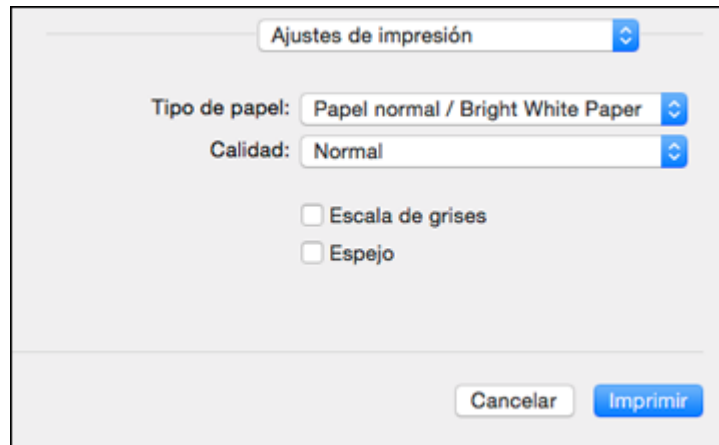 Ajustes de impresión
Tipo de papel: Papel normal / Bright White Paper
Calidad: Normal
Escala de grises
Espejo
Cancelar Imprimir